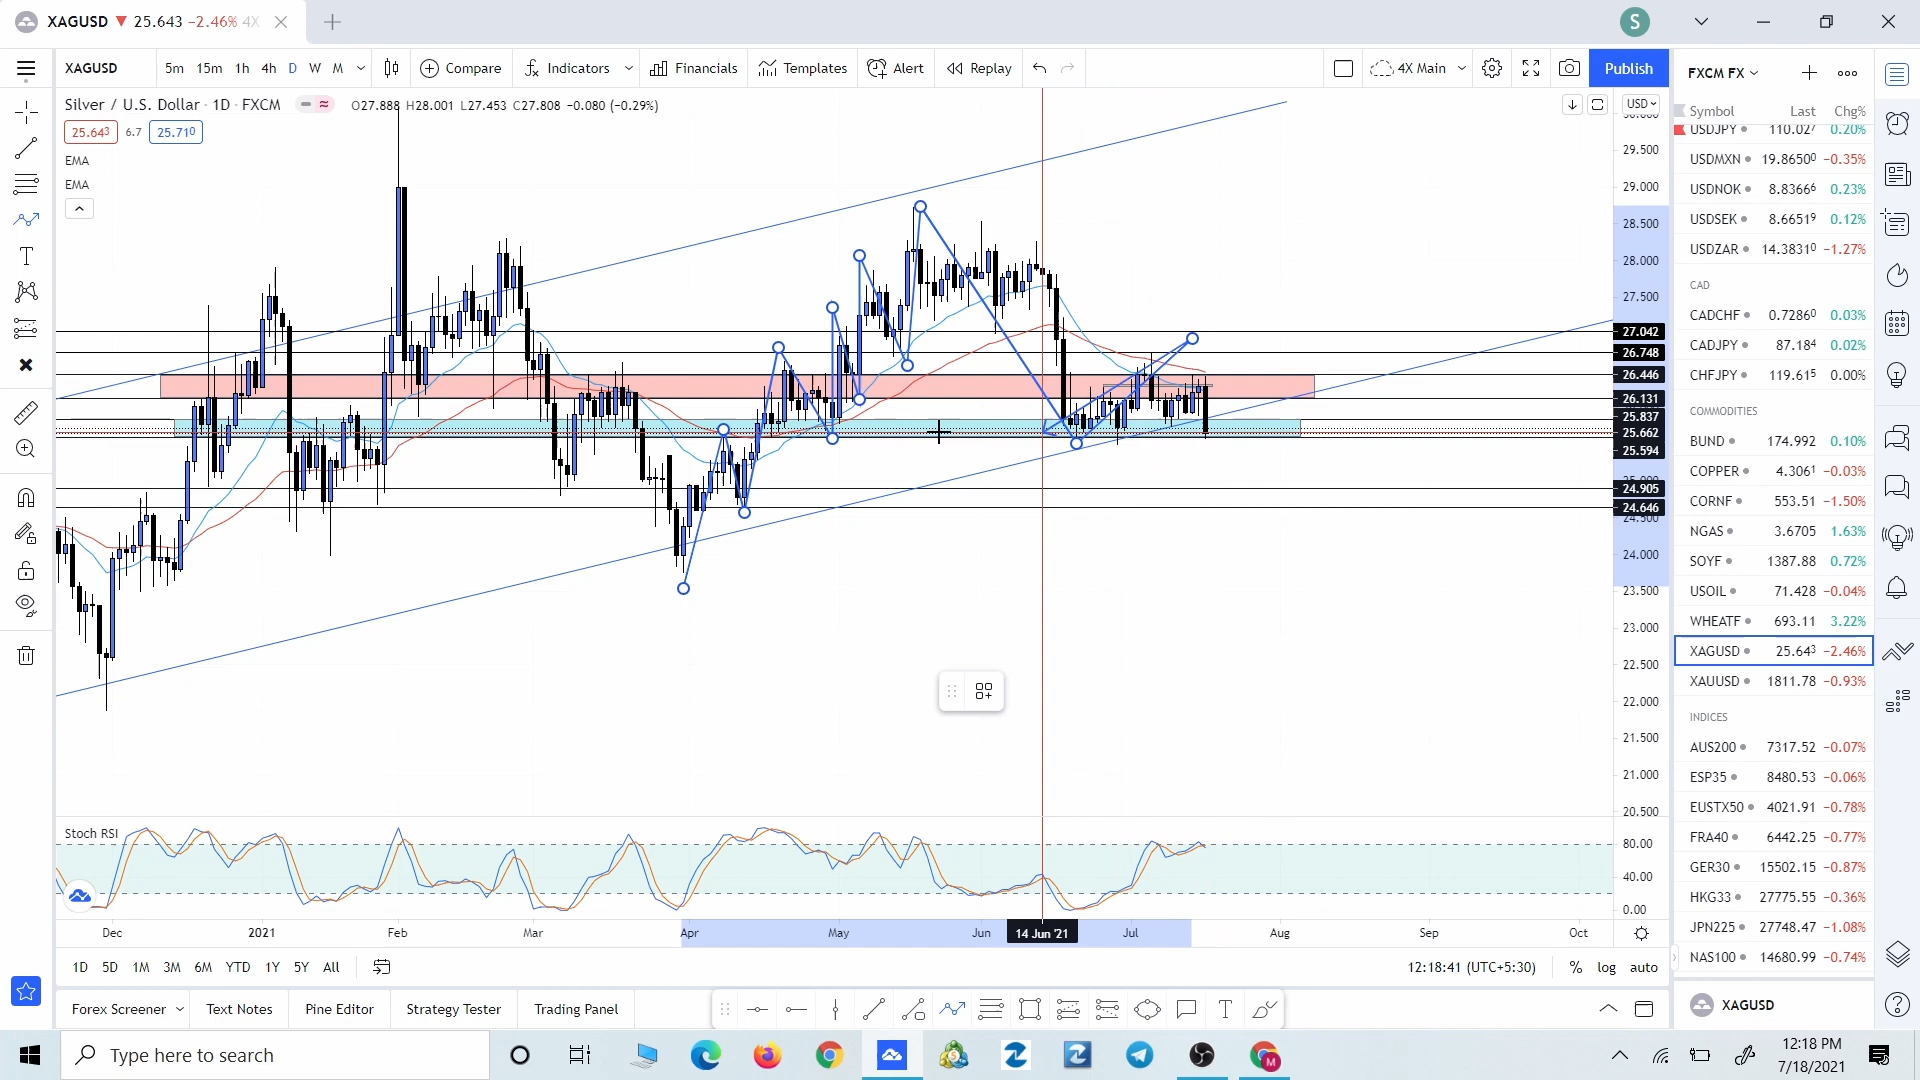 XAGUSD ▼ 25.643 −2.46% 4X
S
XAGUSD 5m 15m 1h 4h D W M Compare Indicators Financials Templates Alert Replay 4X Main Publish
FXCM FX
Silver / U.S. Dollar · 1D · FXCM O27.888 H28.001 L27.453 C27.808 −0.080 (−0.29%)
USD
25.643 6.7 25.710
EMA
EMA
29.500
29.000
28.500
28.000
27.500
27.042
26.748
26.446
26.131
25.837
25.662
25.594
24.905
24.646
24.500
24.000
23.500
23.000
22.500
22.000
21.500
21.000
20.500
Stoch RSI
80.00
40.00
0.00
Dec 2021 Feb Mar Apr May Jun 14 Jun '21 Jul Aug Sep Oct
1D 5D 1M 3M 6M YTD 1Y 5Y All
12:18:41 (UTC+5:30) % log auto
Forex Screener Text Notes Pine Editor Strategy Tester Trading Panel
Symbol Last Chg%
USDJPY 110.027 0.20%
USDMXN 19.8650 −0.35%
USDNOK 8.8366 0.23%
USDSEK 8.6651 0.12%
USDZAR 14.3831 −1.27%
CAD
CADCHF 0.7286 0.03%
CADJPY 87.184 0.02%
CHFJPY 119.615 0.00%
COMMODITIES
BUND 174.992 0.10%
COPPER 4.3061 −0.03%
CORNF 553.51 −1.50%
NGAS 3.6705 1.63%
SOYF 1387.88 0.72%
USOIL 71.428 −0.04%
WHEATF 693.11 3.22%
XAGUSD 25.643 −2.46%
XAUUSD 1811.78 −0.93%
INDICES
AUS200 7317.52 −0.07%
ESP35 8480.53 −0.06%
EUSTX50 4021.91 −0.78%
FRA40 6442.25 −0.77%
GER30 15502.15 −0.87%
HKG33 27775.55 −0.36%
JPN225 27748.47 −1.08%
NAS100 14680.99 −0.74%
XAGUSD
Type here to search
12:18 PM
7/18/2021